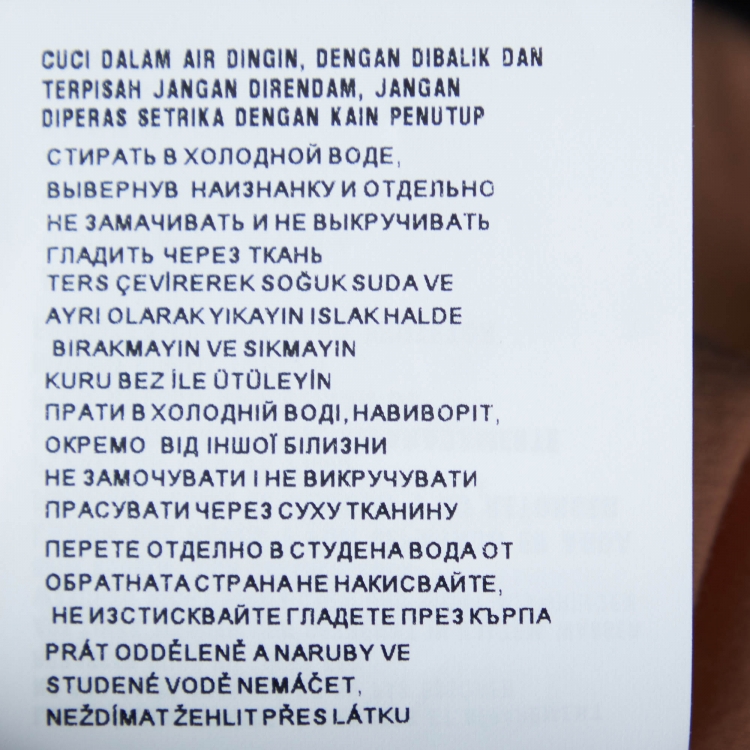 CUCI DALAM AIR DINGIN, DENGAN DIBALIK DAN
TERPISAH JANGAN DIRENDAM, JANGAN
DIPERAS SETRIKA DENGAN KAIN PENUTUP
СТИРАТЬ В ХОЛОДНОЙ ВОДЕ,
ВЫВЕРНУВ НАИЗНАНКУ И ОТДЕЛЬНО
НЕ ЗАМАЧИВАТЬ И НЕ ВЫКРУЧИВАТЬ
ГЛАДИТЬ ЧЕРЕЗ ТКАНЬ
TERS ÇEVİREREK SOĞUK SUDA VE
AYRI OLARAK YIKAYIN ISLAK HALDE
BIRAKMAYIN VE SIKMAYIN
KURU BEZ İLE ÜTÜLEYİN
ПРАТИ В ХОЛОДНІЙ ВОДІ, НАВИВОРІТ,
ОКРЕМО ВІД ІНШОЇ БІЛИЗНИ
НЕ ЗАМОЧУВАТИ І НЕ ВИКРУЧУВАТИ
ПРАСУВАТИ ЧЕРЕЗ СУХУ ТКАНИНУ
ПЕРЕТЕ ОТДЕЛНО В СТУДЕНА ВОДА ОТ
ОБРАТНАТА СТРАНА НЕ НАКИСВАЙТЕ,
НЕ ИЗСТИСКВАЙТЕ ГЛАДЕТЕ ПРЕЗ КЪРПА
PRÁT ODDĚLENĚ A NARUBY VE
STUDENÉ VODĚ NEMÁČET,
NEŽDÍMAT ŽEHLIT PŘES LÁTKU